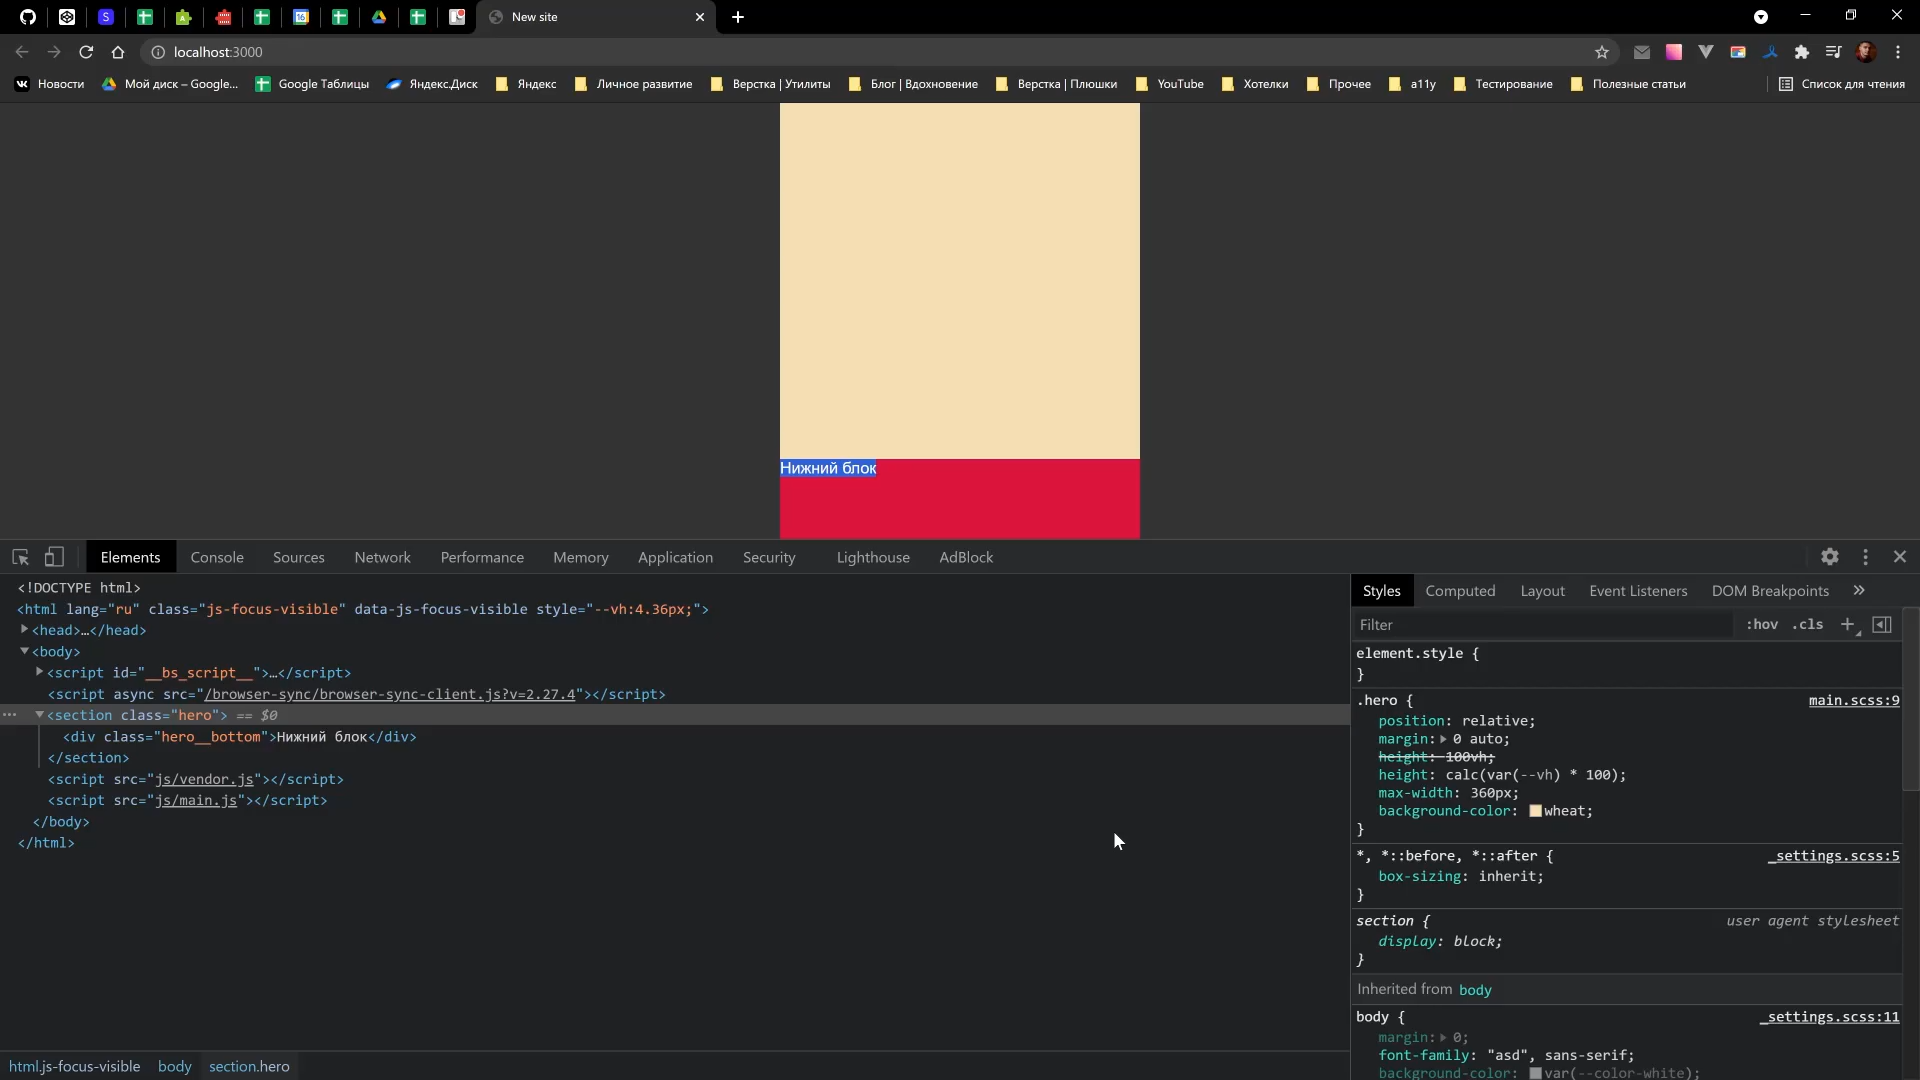 New site
localhost:3000
Новости Мой диск – Google... Google Таблицы Яндекс.Диск Яндекс Личное развитие Верстка | Утилиты Блог | Вдохновение Верстка | Плюшки YouTube Хотелки Прочее a11y Тестирование Полезные статьи Список для чтения
Нижний блок
Elements Console Sources Network Performance Memory Application Security Lighthouse AdBlock
<!DOCTYPE html>
<html lang="ru" class="js-focus-visible" data-js-focus-visible style="--vh:4.36px;">
<head>…</head>
<body>
<script id="__bs_script__">…</script>
<script async src="/browser-sync/browser-sync-client.js?v=2.27.4"></script>
<section class="hero"> == $0
<div class="hero__bottom">Нижний блок</div>
</section>
<script src="js/vendor.js"></script>
<script src="js/main.js"></script>
</body>
</html>
html.js-focus-visible body section.hero
Styles Computed Layout Event Listeners DOM Breakpoints »
Filter :hov .cls +
element.style {
}
.hero { main.scss:9
position: relative;
margin: 0 auto;
height: 100vh;
height: calc(var(--vh) * 100);
max-width: 360px;
background-color: wheat;
}
*, *::before, *::after { _settings.scss:5
box-sizing: inherit;
}
section { user agent stylesheet
display: block;
}
Inherited from body
body { _settings.scss:11
margin: 0;
font-family: "asd", sans-serif;
background-color: var(--color-white);